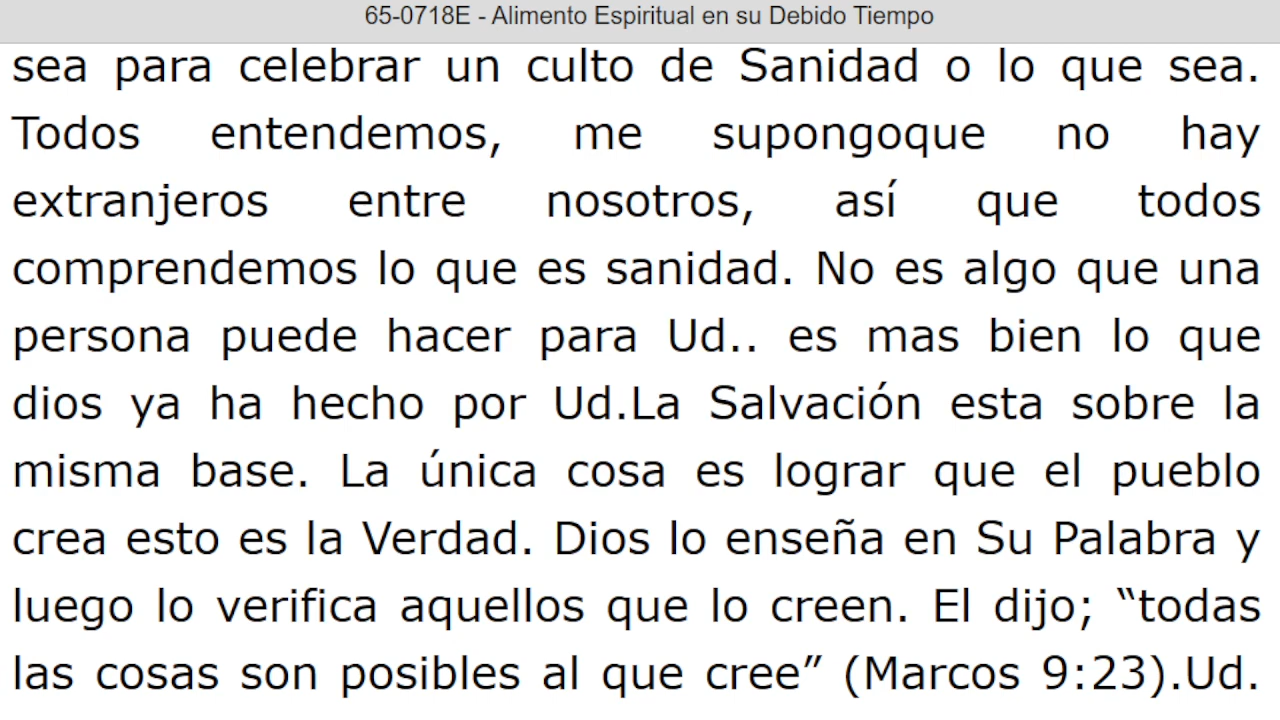 65-0718E - Alimento Espiritual en su Debido Tiempo
sea para celebrar un culto de Sanidad o lo que sea.
Todos entendemos, me supongoque no hay
extranjeros entre nosotros, así que todos
comprendemos lo que es sanidad. No es algo que una
persona puede hacer para Ud.. es mas bien lo que
dios ya ha hecho por Ud.La Salvación esta sobre la
misma base. La única cosa es lograr que el pueblo
crea esto es la Verdad. Dios lo enseña en Su Palabra y
luego lo verifica aquellos que lo creen. El dijo; “todas
las cosas son posibles al que cree” (Marcos 9:23).Ud.